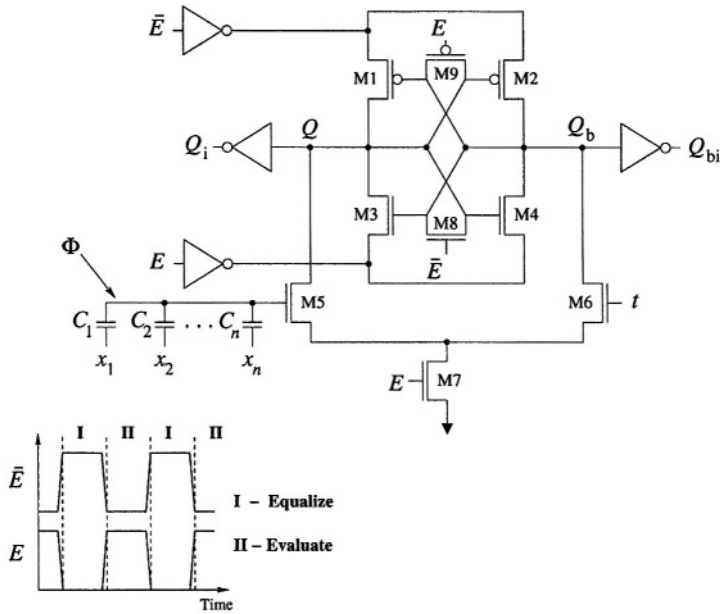 Ē
E
M1
M9
M2
Qi
Q
Qb
Qbi
M3
M8
M4
E
Ē
Φ
M5
M6
t
C1
C2
...
Cn
x1
x2
xn
E
M7
I
II
I
II
Ē
I – Equalize
E
II – Evaluate
Time